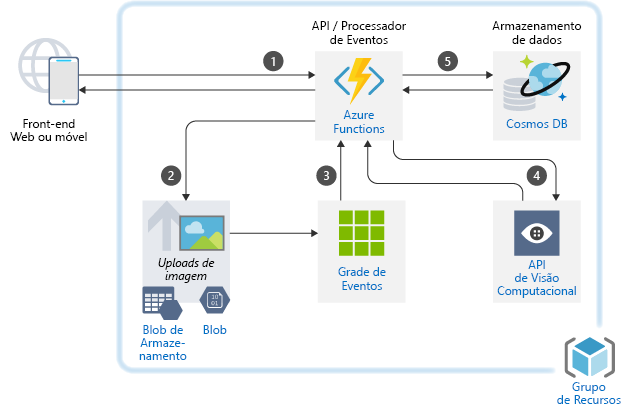 API / Processador
de Eventos
Armazenamento
de dados
1
5
Azure
Functions
Cosmos DB
Front-end
Web ou móvel
2
3
4
Uploads de
imagem
Grade de
Eventos
API
de Visão
Computacional
10
01
Blob de
Armaze-
namento
Blob
Grupo
de Recursos